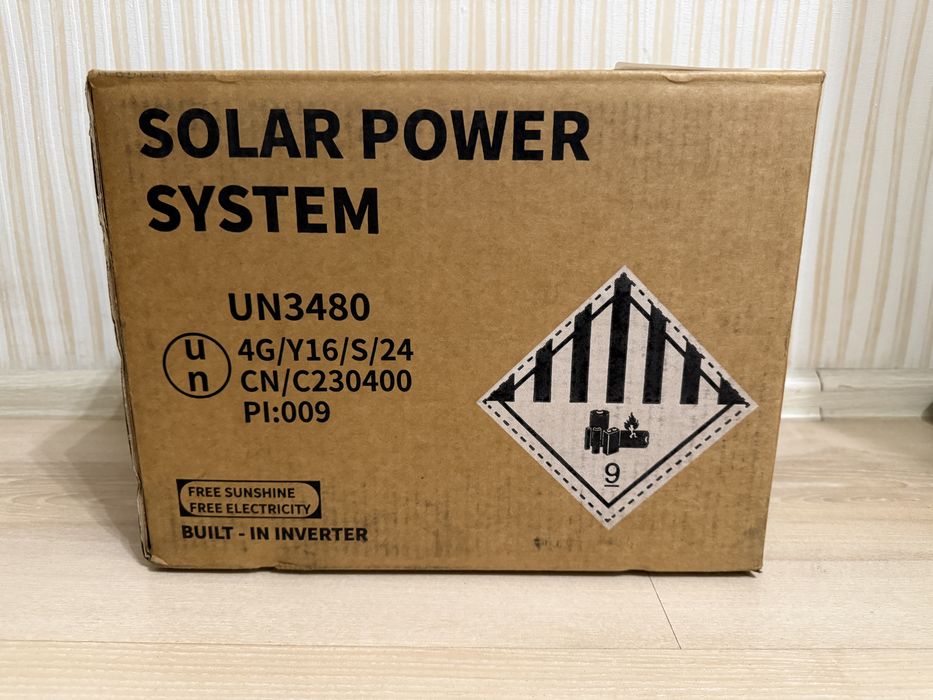 SOLAR POWER
SYSTEM
UN3480
u
n
4G/Y16/S/24
CN/C230400
PI:009
9
FREE SUNSHINE
FREE ELECTRICITY
BUILT - IN INVERTER